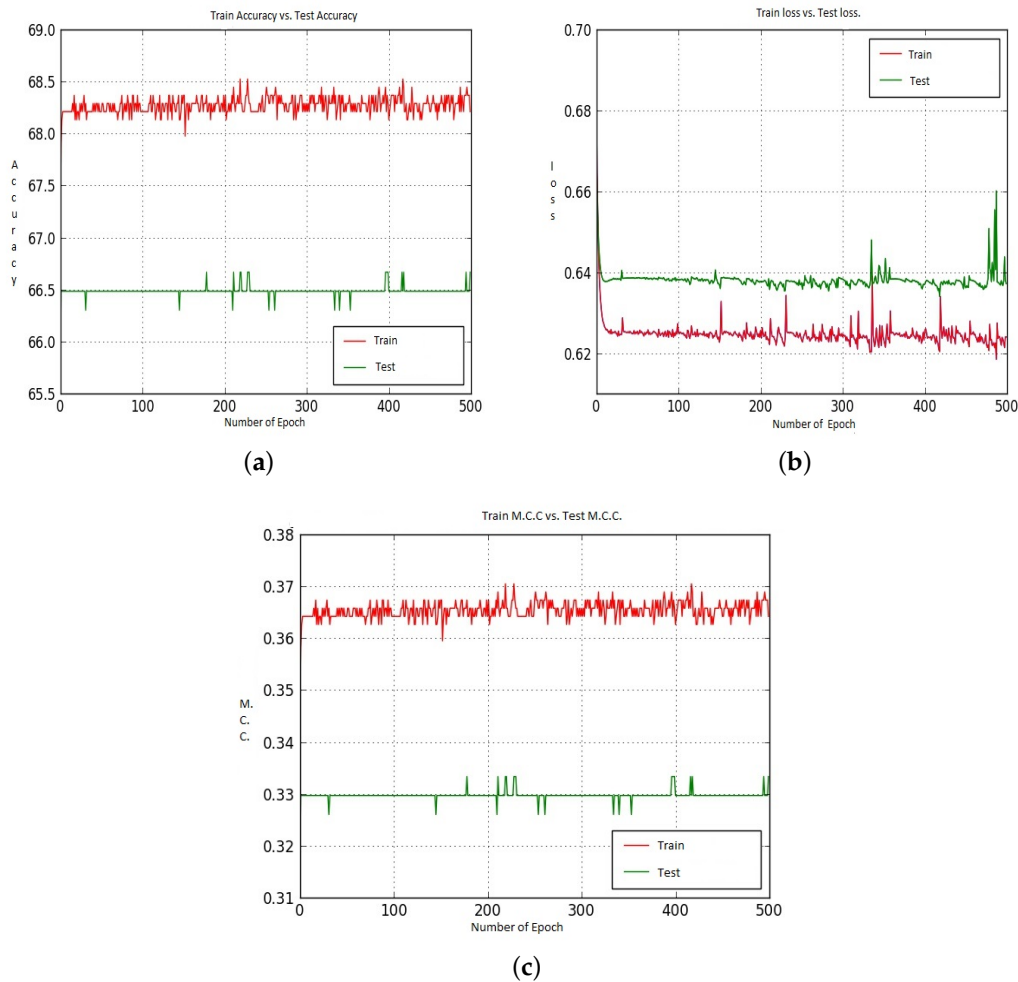 Train Accuracy vs. Test Accuracy
69.0
68.5
68.0
67.5
67.0
66.5
66.0
65.5
0 100 200 300 400 500
Accuracy
Number of Epoch
Train
Test
(a)
Train loss vs. Test loss.
0.70
0.68
0.66
0.64
0.62
0 100 200 300 400 500
loss
Number of Epoch
Train
Test
(b)
Train M.C.C vs. Test M.C.C.
0.38
0.37
0.36
0.35
0.34
0.33
0.32
0.31
0 100 200 300 400 500
M.
C.
C.
Number of Epoch
Train
Test
(c)